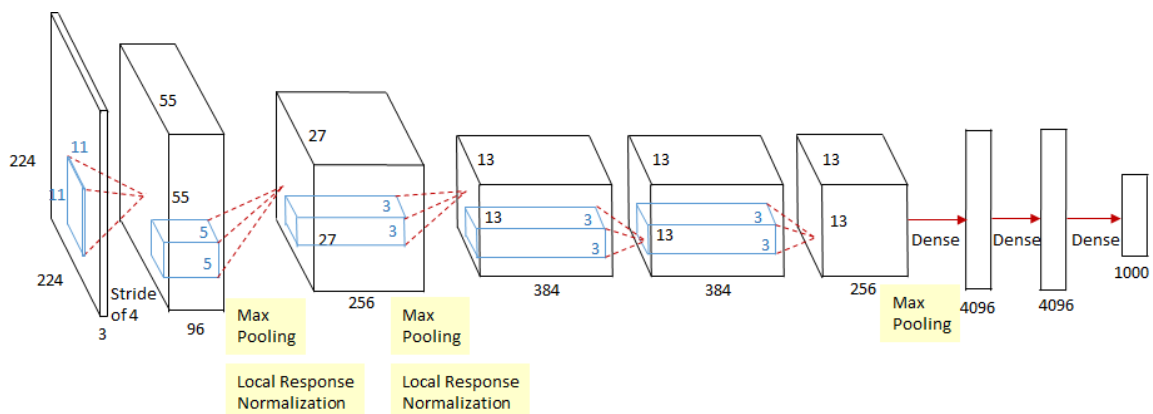 224
11
11
224
3
Stride
of 4
55
55
5
5
96
Max
Pooling
Local Response
Normalization
27
3
3
27
256
Max
Pooling
Local Response
Normalization
13
13
3
3
384
13
13
3
3
384
13
13
256
Max
Pooling
Dense
4096
Dense
4096
Dense
1000